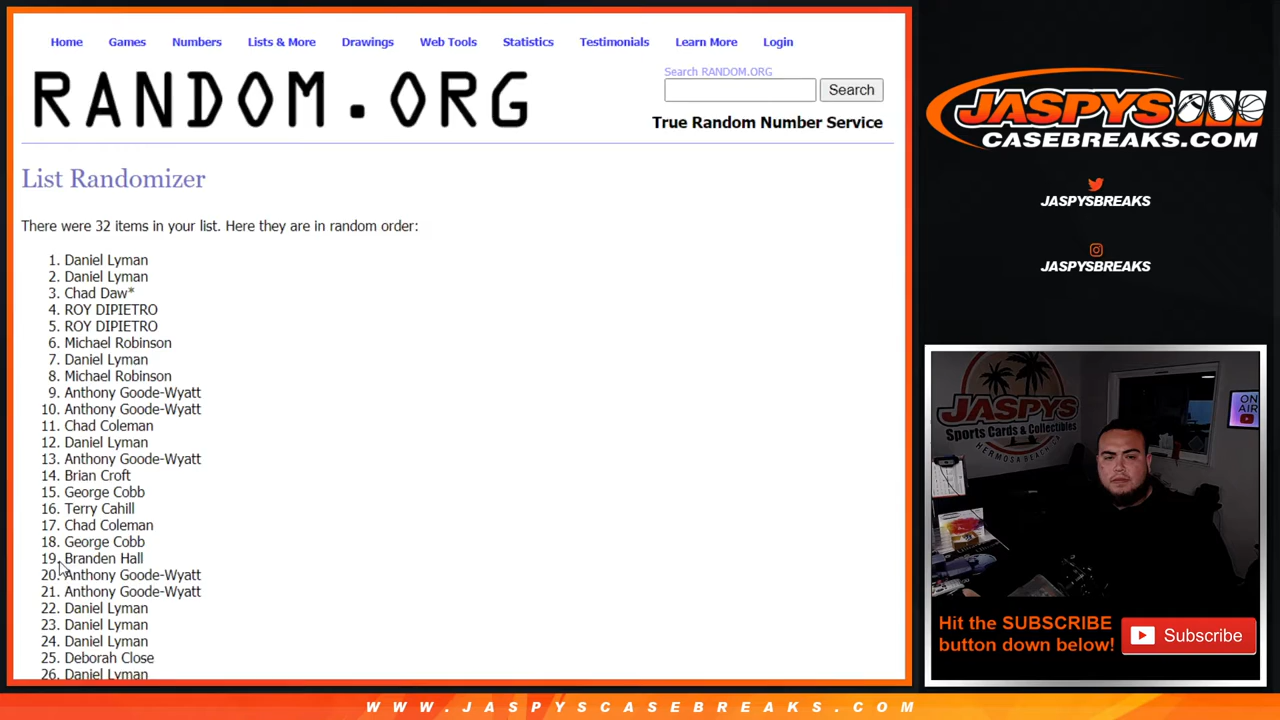 Home Games Numbers Lists & More Drawings Web Tools Statistics Testimonials Learn More Login
RANDOM.ORG
Search RANDOM.ORG
Search
True Random Number Service
List Randomizer
There were 32 items in your list. Here they are in random order:
1. Daniel Lyman
2. Daniel Lyman
3. Chad Daw*
4. ROY DIPIETRO
5. ROY DIPIETRO
6. Michael Robinson
7. Daniel Lyman
8. Michael Robinson
9. Anthony Goode-Wyatt
10. Anthony Goode-Wyatt
11. Chad Coleman
12. Daniel Lyman
13. Anthony Goode-Wyatt
14. Brian Croft
15. George Cobb
16. Terry Cahill
17. Chad Coleman
18. George Cobb
19. Branden Hall
20. Anthony Goode-Wyatt
21. Anthony Goode-Wyatt
22. Daniel Lyman
23. Daniel Lyman
24. Daniel Lyman
25. Deborah Close
26. Daniel Lyman
JASPYS
CASEBREAKS.COM
JASPYSBREAKS
JASPYSBREAKS
JASPYS
Sports Cards & Collectibles
HERMOSA BEACH, CA
ON
AIR
Hit the SUBSCRIBE
button down below!
Subscribe
WWW.JASPYSCASEBREAKS.COM